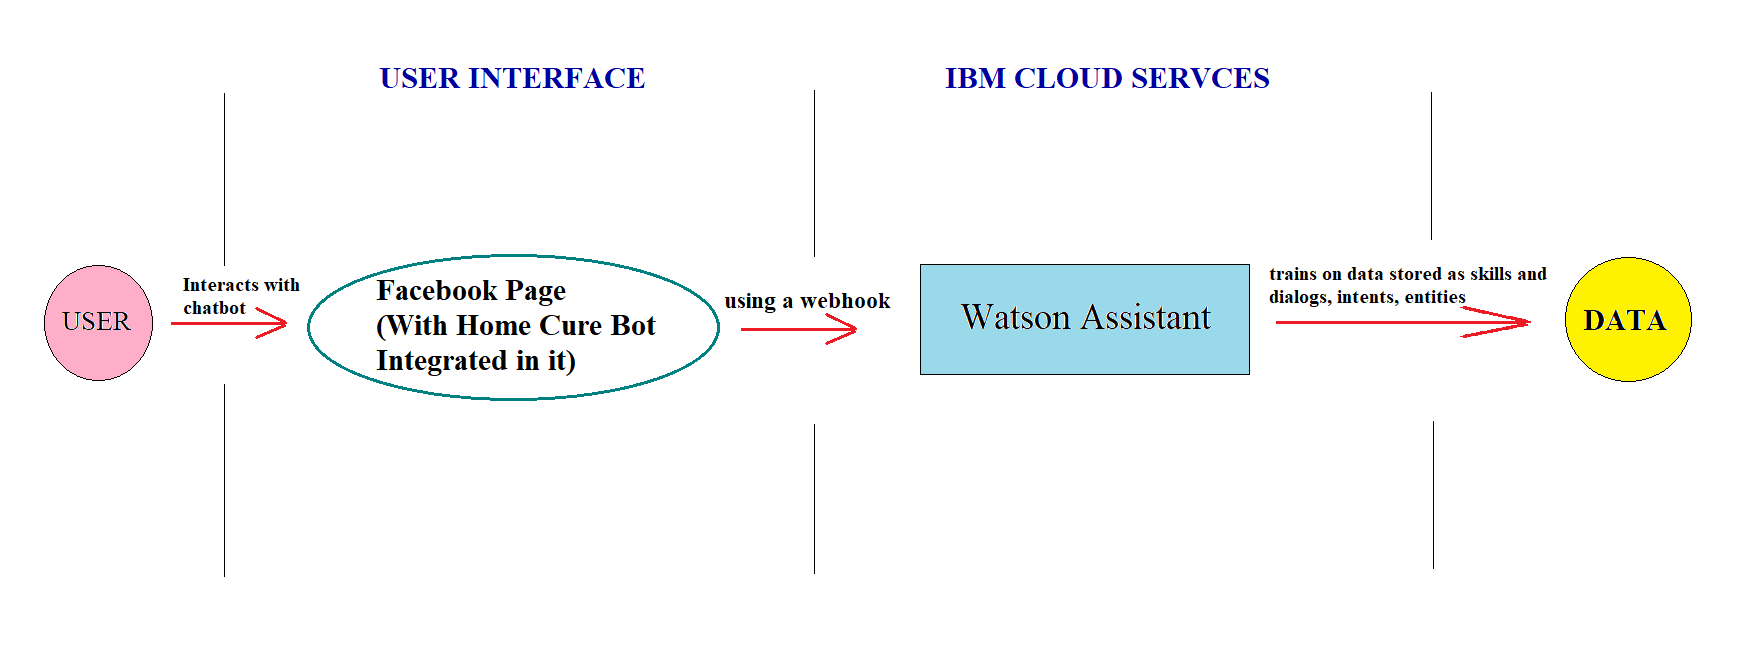 USER INTERFACE
IBM CLOUD SERVCES
USER
Interacts with
chatbot
Facebook Page
(With Home Cure Bot
Integrated in it)
using a webhook
Watson Assistant
trains on data stored as skills and
dialogs, intents, entities
DATA